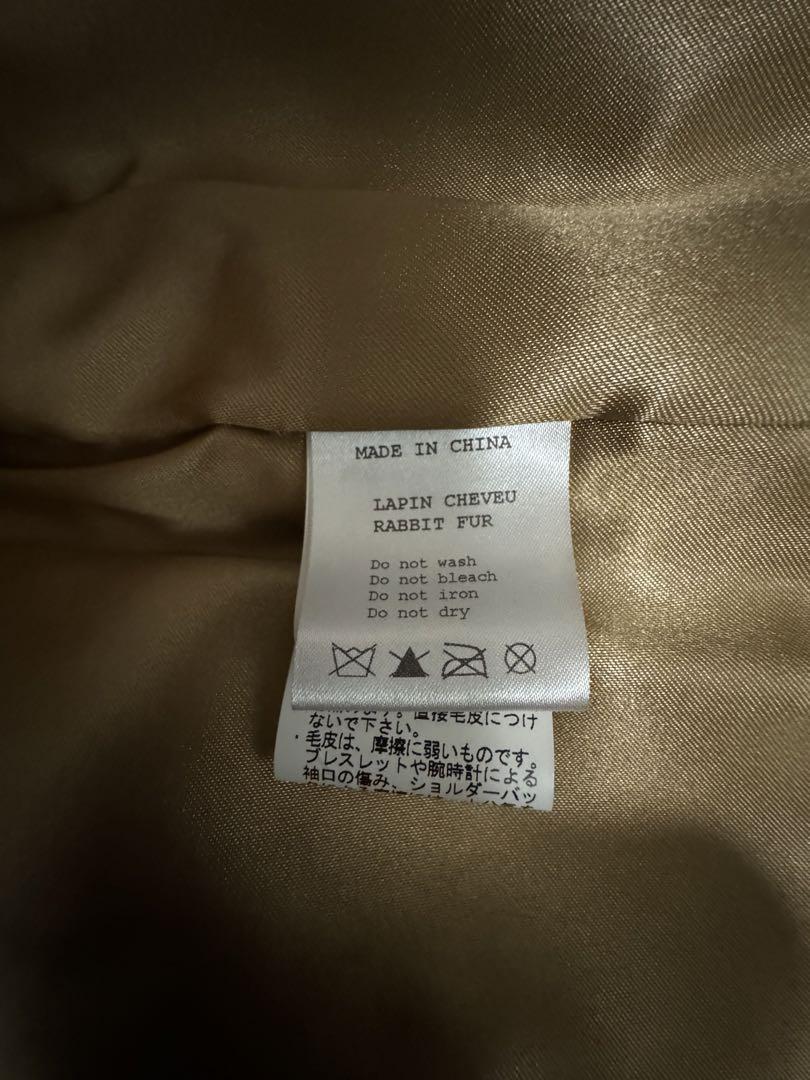 MADE IN CHINA
LAPIN CHEVEU
RABBIT FUR
Do not wash
Do not bleach
Do not iron
Do not dry
直接毛皮につけ
ないで下さい。
・毛皮は、摩擦に弱いものです。
ブレスレットや腕時計による
袖口の傷み、ショルダーバッ